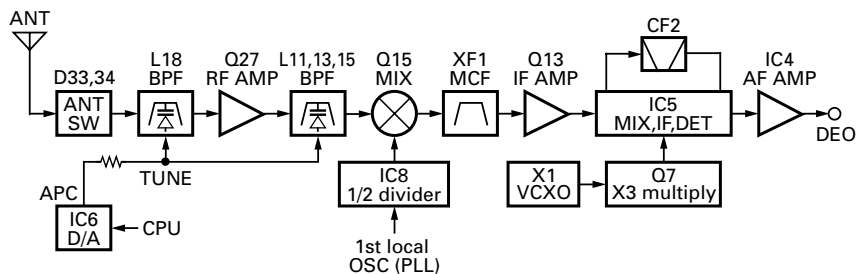 ANT
D33,34
ANT
SW
L18
BPF
Q27
RF AMP
L11,13,15
BPF
Q15
MIX
XF1
MCF
Q13
IF AMP
CF2
IC5
MIX,IF,DET
IC4
AF AMP
DEO
TUNE
APC
IC6
D/A
CPU
IC8
1/2 divider
1st local
OSC (PLL)
X1
VCXO
Q7
X3 multiply